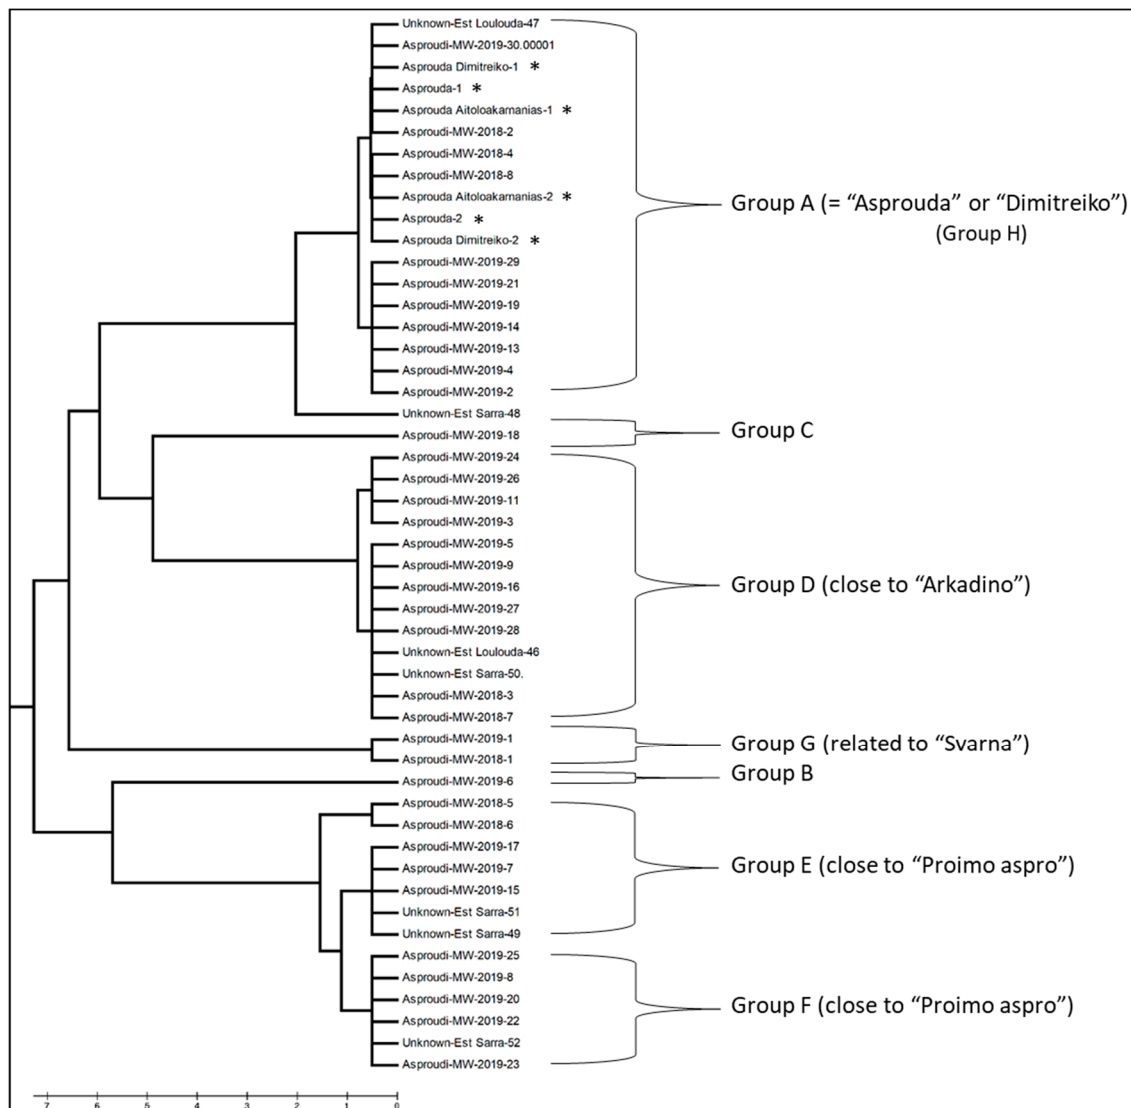 Unknown-Est Loulouda-47
Asproudi-MW-2019-30.00001
Asprouda Dimitreiko-1 *
Asprouda-1 *
Asprouda Aitoloakarnanias-1 *
Asproudi-MW-2018-2
Asproudi-MW-2018-4
Asproudi-MW-2018-8
Asprouda Aitoloakarnanias-2 *
Asprouda-2 *
Asprouda Dimitreiko-2 *
Asproudi-MW-2019-29
Asproudi-MW-2019-21
Asproudi-MW-2019-19
Asproudi-MW-2019-14
Asproudi-MW-2019-13
Asproudi-MW-2019-4
Asproudi-MW-2019-2
Group A (= “Asprouda” or “Dimitreiko”)
(Group H)
Unknown-Est Sarra-48
Asproudi-MW-2019-18
Group C
Asproudi-MW-2019-24
Asproudi-MW-2019-26
Asproudi-MW-2019-11
Asproudi-MW-2019-3
Asproudi-MW-2019-5
Asproudi-MW-2019-9
Asproudi-MW-2019-16
Asproudi-MW-2019-27
Asproudi-MW-2019-28
Unknown-Est Loulouda-46
Unknown-Est Sarra-50.
Asproudi-MW-2018-3
Asproudi-MW-2018-7
Group D (close to “Arkadino”)
Asproudi-MW-2019-1
Asproudi-MW-2018-1
Group G (related to “Svarna”)
Asproudi-MW-2019-6
Group B
Asproudi-MW-2018-5
Asproudi-MW-2018-6
Asproudi-MW-2019-17
Asproudi-MW-2019-7
Asproudi-MW-2019-15
Unknown-Est Sarra-51
Unknown-Est Sarra-49
Group E (close to “Proimo aspro”)
Asproudi-MW-2019-25
Asproudi-MW-2019-8
Asproudi-MW-2019-20
Asproudi-MW-2019-22
Unknown-Est Sarra-52
Asproudi-MW-2019-23
Group F (close to “Proimo aspro”)
7 6 5 4 3 2 1 0